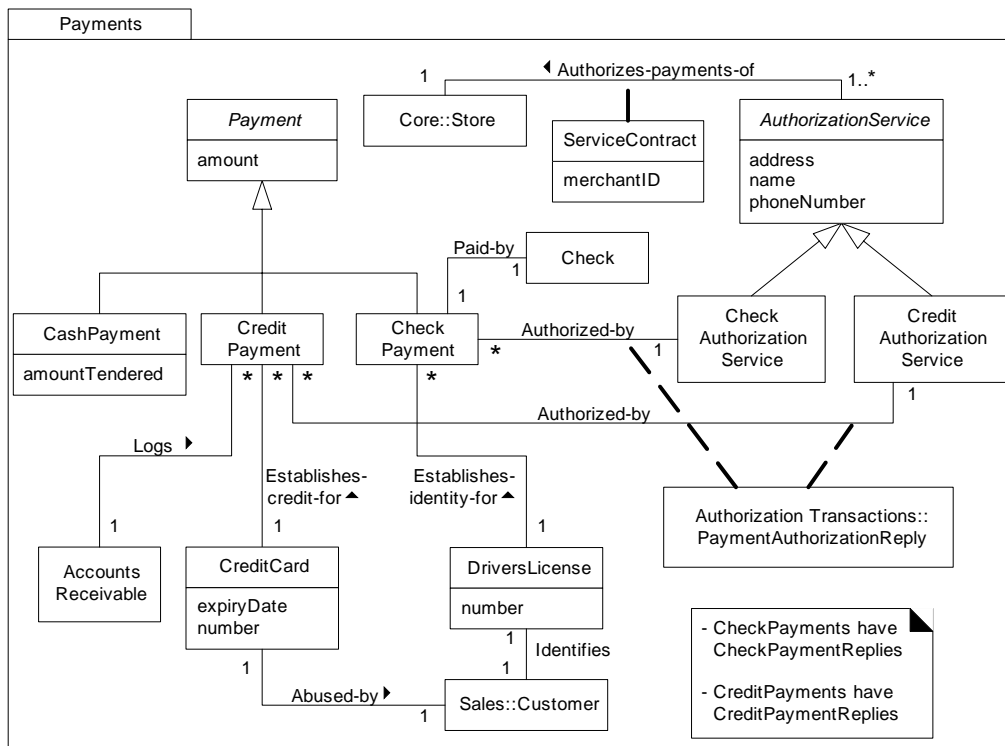 Payments
◀ Authorizes-payments-of
1
1..*
Core::Store
Payment
amount
ServiceContract
merchantID
AuthorizationService
address
name
phoneNumber
Paid-by
1
Check
1
CashPayment
amountTendered
Credit
Payment
* * *
Check
Payment
*
*
Authorized-by
1
Check
Authorization
Service
Credit
Authorization
Service
1
Authorized-by
Logs ▶
Establishes-
credit-for ▲
Establishes-
identity-for ▲
1
1
1
Accounts
Receivable
CreditCard
expiryDate
number
DriversLicense
number
Authorization Transactions::
PaymentAuthorizationReply
1
1
Identifies
1
Abused-by ▶
1
Sales::Customer
- CheckPayments have
CheckPaymentReplies
- CreditPayments have
CreditPaymentReplies